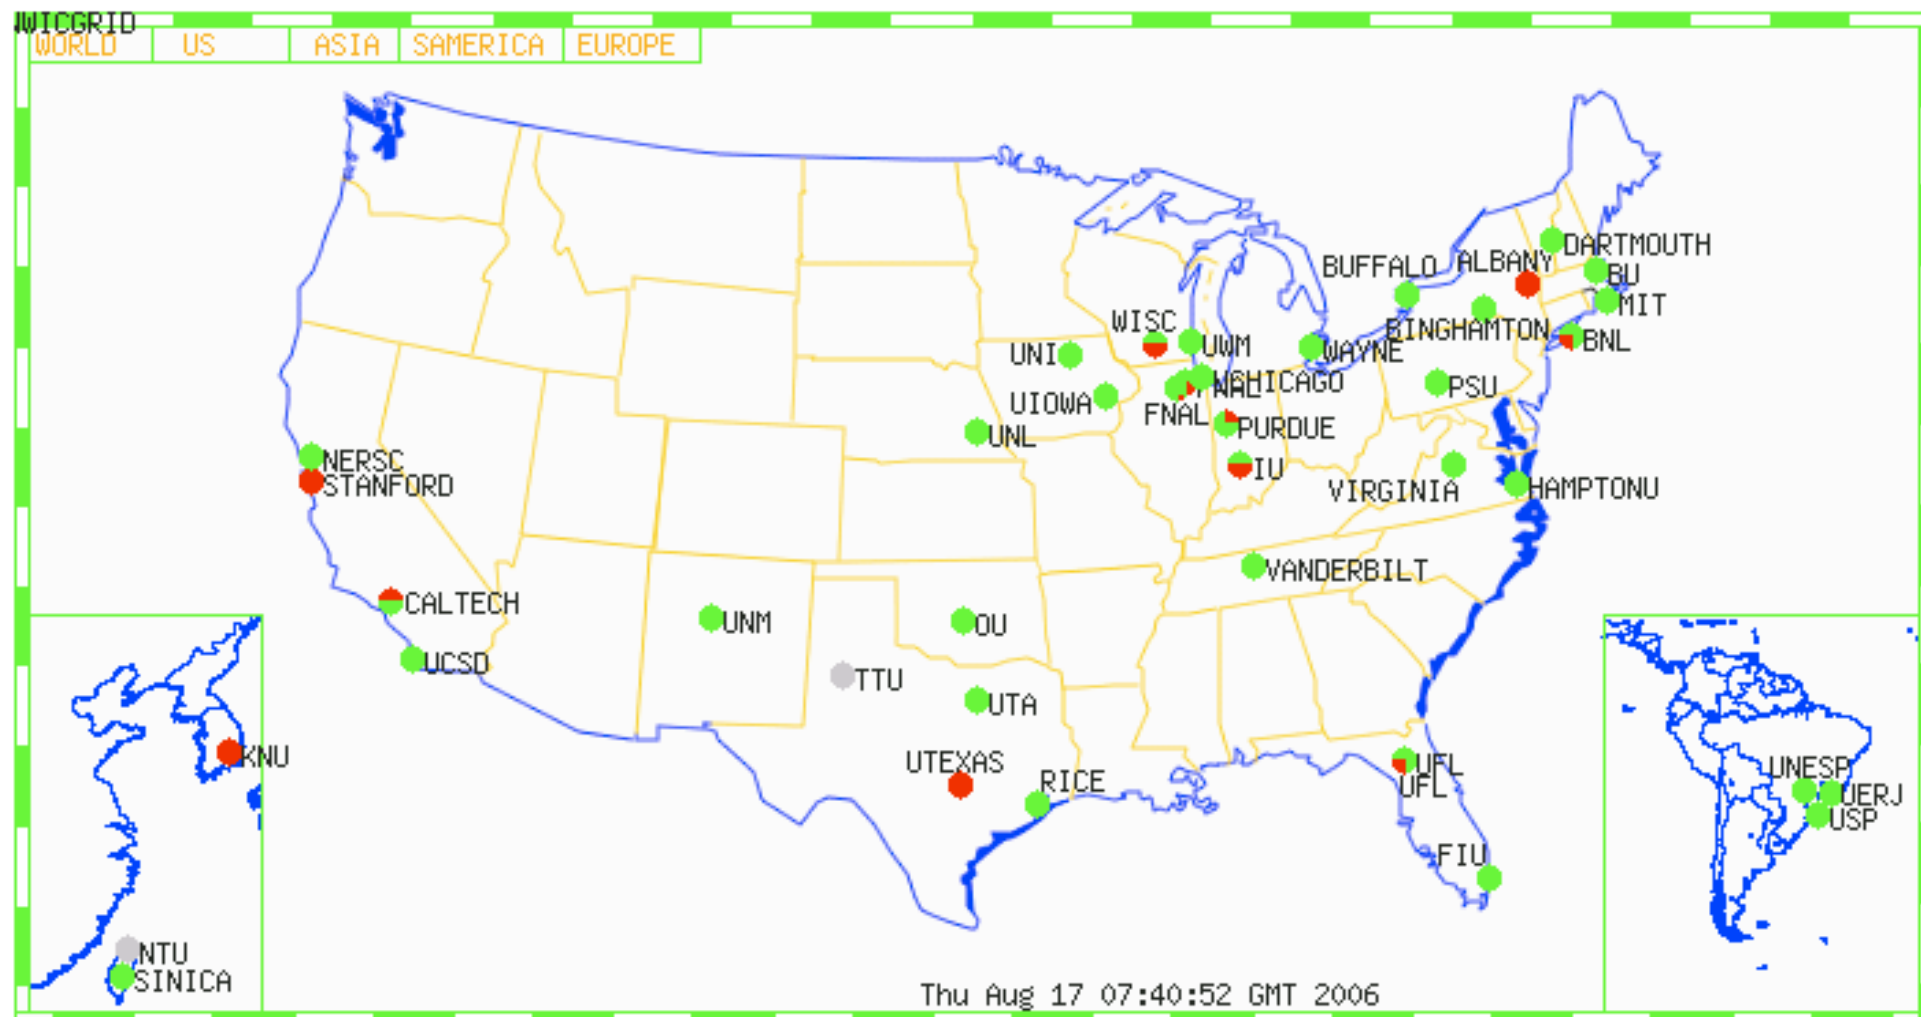 NWICGRID
WORLD US ASIA SAMERICA EUROPE
DARTMOUTH
BUFFALO ALBANY
BU
MIT
WISC
BINGHAMTON
BNL
UNI
UWM
WAYNE
CHICAGO
PSU
UIOWA
FNAL
UNL
PURDUE
NERSC
IU
STANFORD
VIRGINIA
HAMPTONU
VANDERBILT
CALTECH
UNM
OU
UCSD
TTU
UTA
KNU
UTEXAS
RICE
UFL
UFL
UNESP
UERJ
USP
FIU
NTU
SINICA
Thu Aug 17 07:40:52 GMT 2006